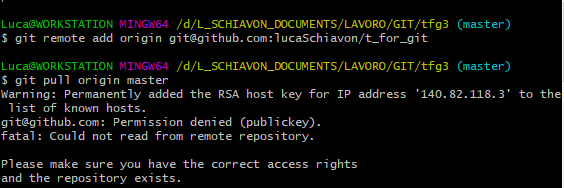 Luca@WORKSTATION MINGW64 /d/L_SCHIAVON_DOCUMENTS/LAVORO/GIT/tfg3 (master)
$ git remote add origin git@github.com:lucaSchiavon/t_for_git
Luca@WORKSTATION MINGW64 /d/L_SCHIAVON_DOCUMENTS/LAVORO/GIT/tfg3 (master)
$ git pull origin master
Warning: Permanently added the RSA host key for IP address '140.82.118.3' to the
 list of known hosts.
git@github.com: Permission denied (publickey).
fatal: Could not read from remote repository.
Please make sure you have the correct access rights
and the repository exists.